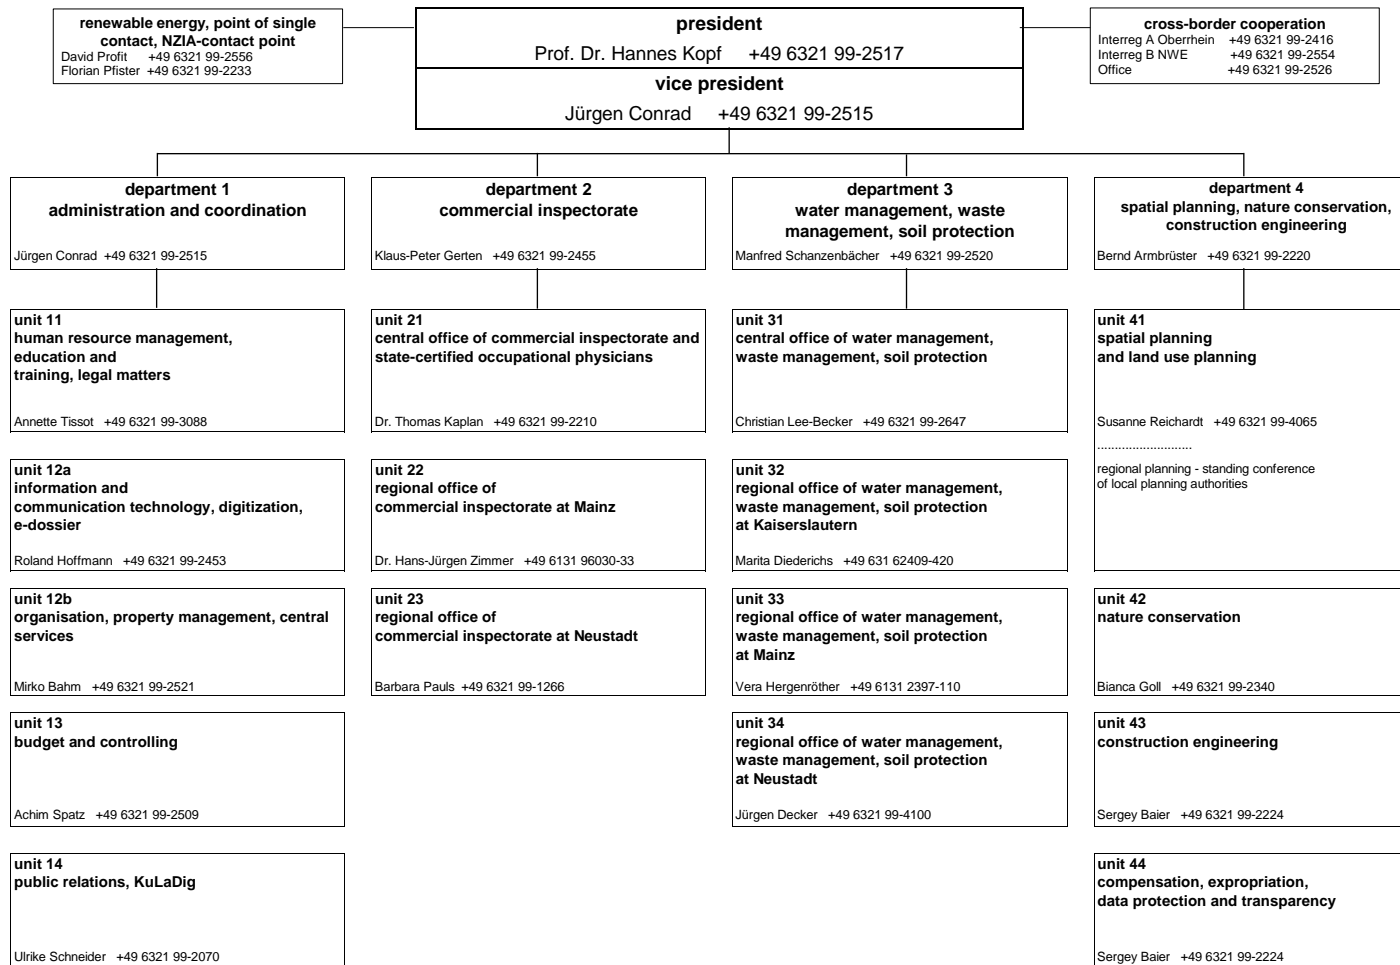 renewable energy, point of single
contact, NZIA-contact point
David Profit +49 6321 99-2556
Florian Pfister +49 6321 99-2233
president
Prof. Dr. Hannes Kopf +49 6321 99-2517
vice president
Jürgen Conrad +49 6321 99-2515
cross-border cooperation
Interreg A Oberrhein +49 6321 99-2416
Interreg B NWE +49 6321 99-2554
Office +49 6321 99-2526
department 1
administration and coordination
Jürgen Conrad +49 6321 99-2515
department 2
commercial inspectorate
Klaus-Peter Gerten +49 6321 99-2455
department 3
water management, waste
management, soil protection
Manfred Schanzenbächer +49 6321 99-2520
department 4
spatial planning, nature conservation,
construction engineering
Bernd Armbrüster +49 6321 99-2220
unit 11
human resource management,
education and
training, legal matters
Annette Tissot +49 6321 99-3088
unit 21
central office of commercial inspectorate and
state-certified occupational physicians
Dr. Thomas Kaplan +49 6321 99-2210
unit 31
central office of water management,
waste management, soil protection
Christian Lee-Becker +49 6321 99-2647
unit 41
spatial planning
and land use planning
Susanne Reichardt +49 6321 99-4065
...........................
regional planning - standing conference
of local planning authorities
unit 12a
information and
communication technology, digitization,
e-dossier
Roland Hoffmann +49 6321 99-2453
unit 22
regional office of
commercial inspectorate at Mainz
Dr. Hans-Jürgen Zimmer +49 6131 96030-33
unit 32
regional office of water management,
waste management, soil protection
at Kaiserslautern
Marita Diederichs +49 631 62409-420
unit 12b
organisation, property management, central
services
Mirko Bahm +49 6321 99-2521
unit 23
regional office of
commercial inspectorate at Neustadt
Barbara Pauls +49 6321 99-1266
unit 33
regional office of water management,
waste management, soil protection
at Mainz
Vera Hergenröther +49 6131 2397-110
unit 42
nature conservation
Bianca Goll +49 6321 99-2340
unit 13
budget and controlling
Achim Spatz +49 6321 99-2509
unit 34
regional office of water management,
waste management, soil protection
at Neustadt
Jürgen Decker +49 6321 99-4100
unit 43
construction engineering
Sergey Baier +49 6321 99-2224
unit 14
public relations, KuLaDig
Ulrike Schneider +49 6321 99-2070
unit 44
compensation, expropriation,
data protection and transparency
Sergey Baier +49 6321 99-2224